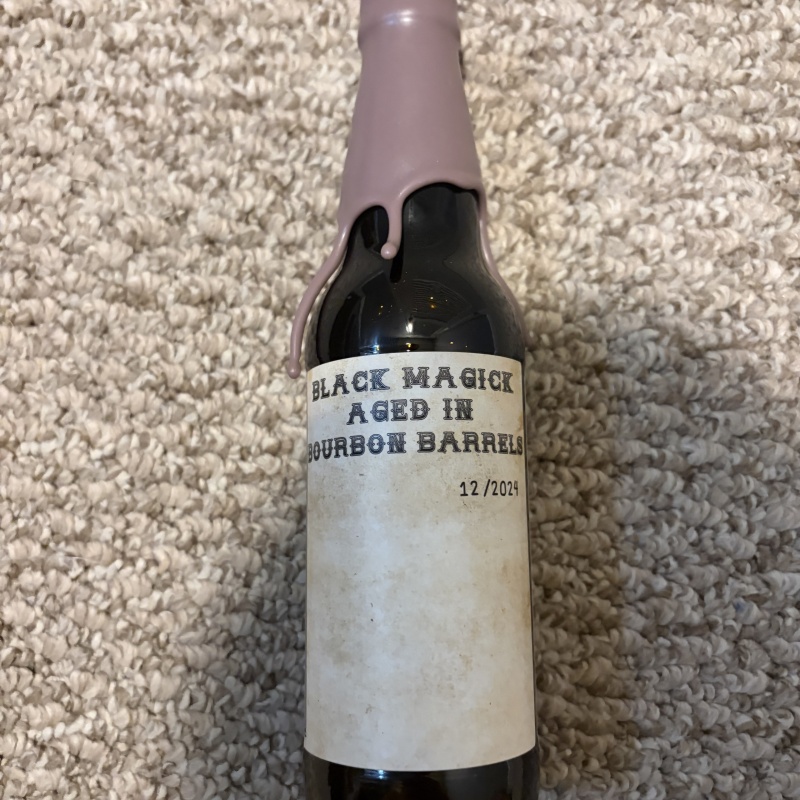 BLACK MAGICK
AGED IN
BOURBON BARRELS
12/2024